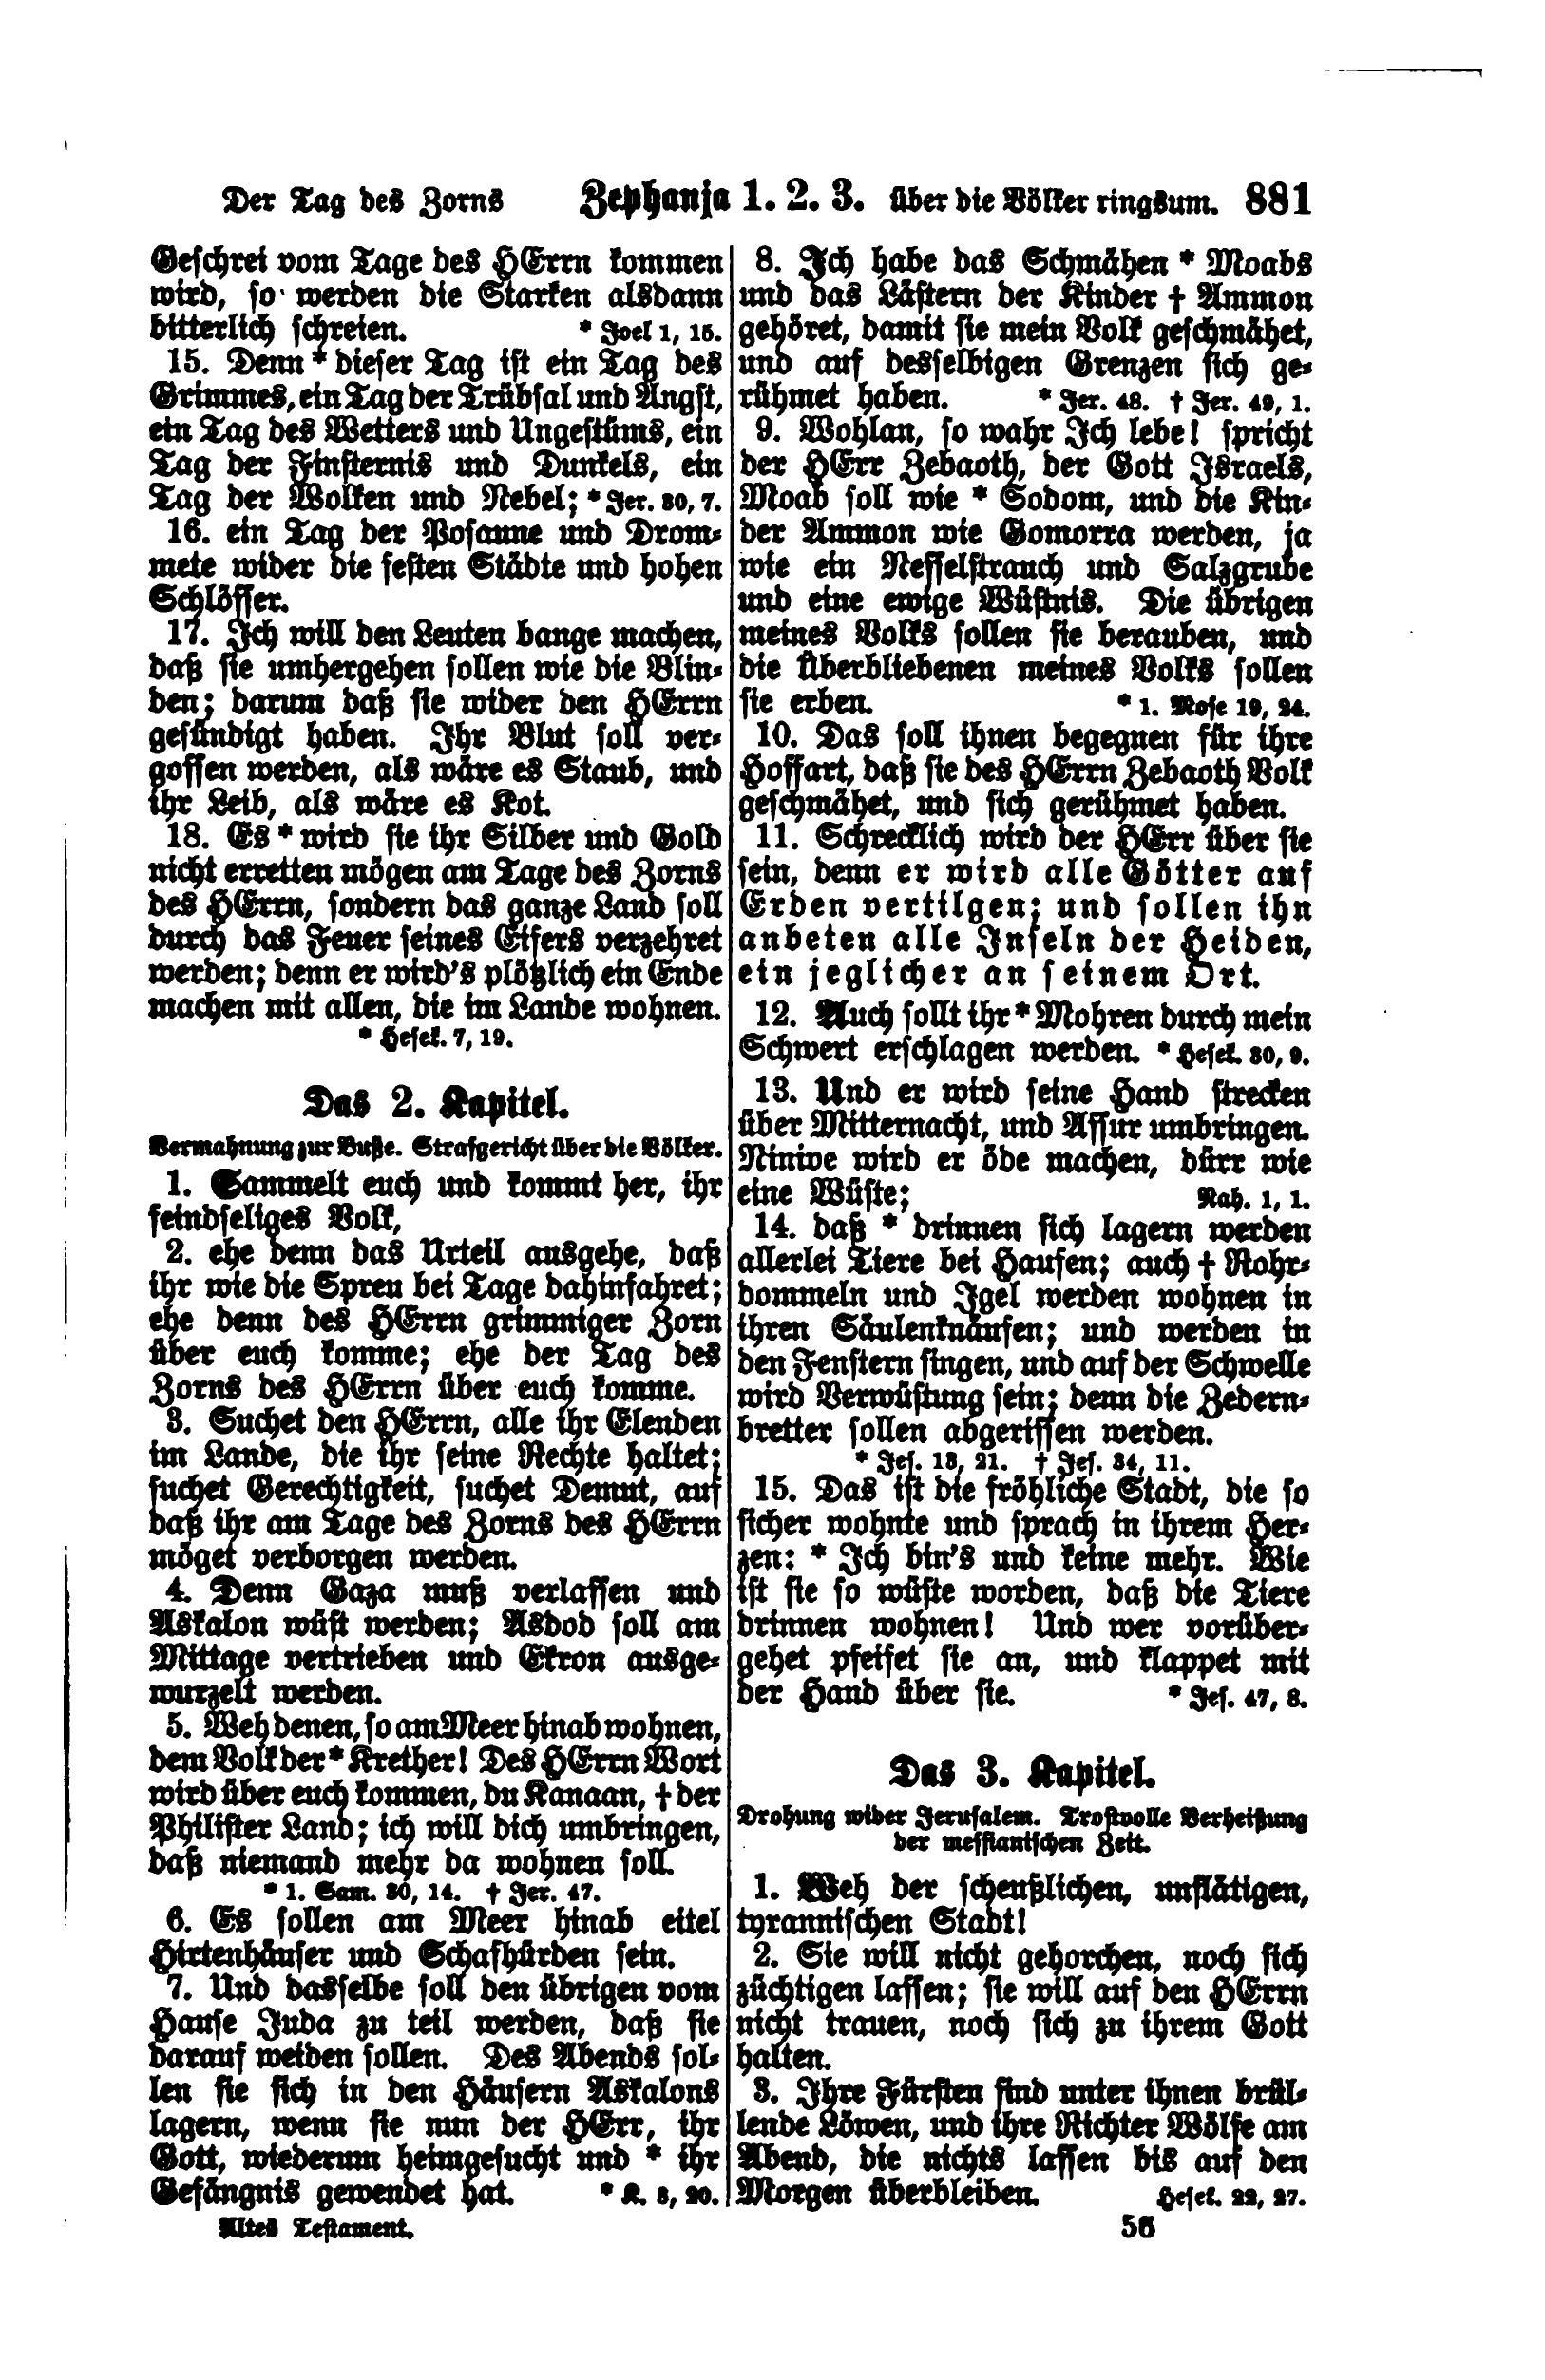 Der Tag des Zorns Zephanja 1. 2. 3. über die Völker ringsum. 881
Geschrei vom Tage des HErrn kommen
wird, so werden die Starken alsdann
bitterlich schreien. * Joel 1, 15.
15. Denn * dieser Tag ist ein Tag des
Grimmes, ein Tag der Trübsal und Angst,
ein Tag des Wetters und Ungestüms, ein
Tag der Finsternis und Dunkels, ein
Tag der Wolken und Nebel; * Jer. 30, 7.
16. ein Tag der Posaune und Drom-
mete wider die festen Städte und hohen
Schlösser.
17. Ich will den Leuten bange machen,
daß sie umhergehen sollen wie die Blin-
den; darum daß sie wider den HErrn
gesündigt haben. Ihr Blut soll ver-
gossen werden, als wäre es Staub, und
ihr Leib, als wäre es Kot.
18. Es * wird sie ihr Silber und Gold
nicht erretten mögen am Tage des Zorns
des HErrn, sondern das ganze Land soll
durch das Feuer seines Eifers verzehret
werden; denn er wird's plötzlich ein Ende
machen mit allen, die im Lande wohnen.
* Hesek. 7, 19.
Das 2. Kapitel.
Vermahnung zur Buße. Strafgericht über die Völker.
1. Sammelt euch und kommt her, ihr
feindseliges Volk,
2. ehe denn das Urteil ausgehe, daß
ihr wie die Spreu bei Tage dahinfahret;
ehe denn des HErrn grimmiger Zorn
über euch komme; ehe der Tag des
Zorns des HErrn über euch komme.
3. Suchet den HErrn, alle ihr Elenden
im Lande, die ihr seine Rechte haltet;
suchet Gerechtigkeit, suchet Demut, auf
daß ihr am Tage des Zorns des HErrn
möget verborgen werden.
4. Denn Gaza muß verlassen und
Askalon wüst werden; Asdod soll am
Mittage vertrieben und Ekron ausge-
wurzelt werden.
5. Weh denen, so am Meer hinab wohnen,
dem Volk der * Krether! Des HErrn Wort
wird über euch kommen, du Kanaan, † der
Philister Land; ich will dich umbringen,
daß niemand mehr da wohnen soll.
* 1. Sam. 30, 14. † Jer. 47.
6. Es sollen am Meer hinab eitel
Hirtenhäuser und Schafhürden sein.
7. Und dasselbe soll den übrigen vom
Hause Juda zu teil werden, daß sie
darauf weiden sollen. Des Abends sol-
len sie sich in den Häusern Askalons
lagern, wenn sie nun der HErr, ihr
Gott, wiederum heimgesucht und * ihr
Gefängnis gewendet hat. * K. 3, 20.
8. Ich habe das Schmähen * Moabs
und das Lästern der Kinder † Ammon
gehöret, damit sie mein Volk geschmähet,
und auf desselbigen Grenzen sich ge-
rühmet haben. * Jer. 48. † Jer. 49, 1.
9. Wohlan, so wahr Ich lebe! spricht
der HErr Zebaoth, der Gott Israels,
Moab soll wie * Sodom, und die Kin-
der Ammon wie Gomorra werden, ja
wie ein Nesselstrauch und Salzgrube
und eine ewige Wüstnis. Die übrigen
meines Volks sollen sie berauben, und
die Überbliebenen meines Volks sollen
sie erben. * 1. Mose 19, 24.
10. Das soll ihnen begegnen für ihre
Hoffart, daß sie des HErrn Zebaoth Volk
geschmähet, und sich gerühmet haben.
11. Schrecklich wird der HErr über sie
sein, denn er wird alle Götter auf
Erden vertilgen; und sollen ihn
anbeten alle Inseln der Heiden,
ein jeglicher an seinem Ort.
12. Auch sollt ihr * Mohren durch mein
Schwert erschlagen werden. * Hesek. 30, 9.
13. Und er wird seine Hand strecken
über Mitternacht, und Assur umbringen.
Ninive wird er öde machen, dürr wie
eine Wüste; Nah. 1, 1.
14. daß * drinnen sich lagern werden
allerlei Tiere bei Haufen; auch † Rohr-
dommeln und Igel werden wohnen in
ihren Säulenknäufen; und werden in
den Fenstern singen, und auf der Schwelle
wird Verwüstung sein; denn die Zedern-
bretter sollen abgerissen werden.
* Jes. 13, 21. † Jes. 34, 11.
15. Das ist die fröhliche Stadt, die so
sicher wohnte und sprach in ihrem Her-
zen: * Ich bin's und keine mehr. Wie
ist sie so wüste worden, daß die Tiere
drinnen wohnen! Und wer vorüber-
gehet pfeifet sie an, und klappet mit
der Hand über sie. * Jes. 47, 8.
Das 3. Kapitel.
Drohung wider Jerusalem. Trostvolle Verheißung
der messianischen Zeit.
1. Weh der scheußlichen, unflätigen,
tyrannischen Stadt!
2. Sie will nicht gehorchen, noch sich
züchtigen lassen; sie will auf den HErrn
nicht trauen, noch sich zu ihrem Gott
halten.
3. Ihre Fürsten sind unter ihnen brül-
lende Löwen, und ihre Richter Wölfe am
Abend, die nichts lassen bis auf den
Morgen überbleiben. Hesek. 22, 27.
Altes Testament. 56